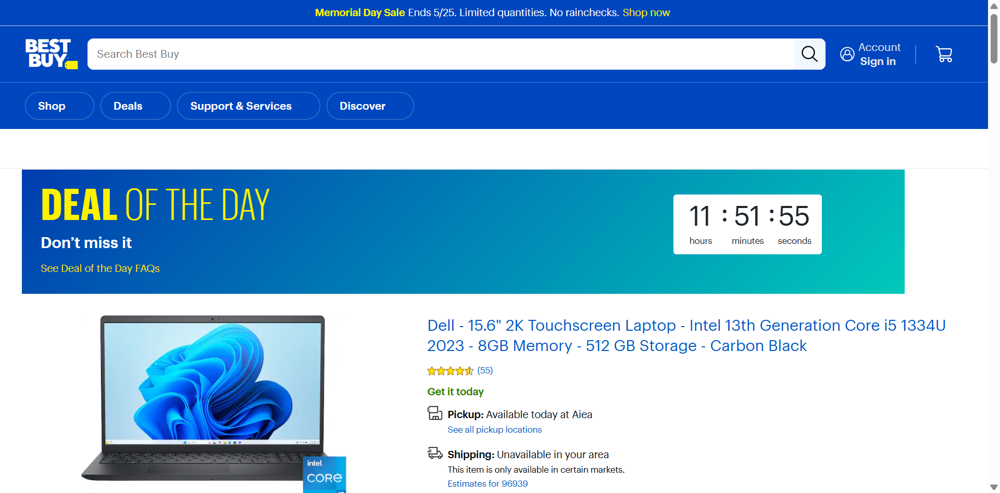 Memorial Day Sale Ends 5/25. Limited quantities. No rainchecks. Shop now
BEST
BUY
Search Best Buy
Account
Sign in
Shop
Deals
Support & Services
Discover
DEAL OF THE DAY
11 : 51 : 55
hours minutes seconds
Don’t miss it
See Deal of the Day FAQs
Dell - 15.6" 2K Touchscreen Laptop - Intel 13th Generation Core i5 1334U
2023 - 8GB Memory - 512 GB Storage - Carbon Black
(55)
Get it today
Pickup: Available today at Aiea
See all pickup locations
Shipping: Unavailable in your area
This item is only available in certain markets.
Estimates for 96939
intel
CORE